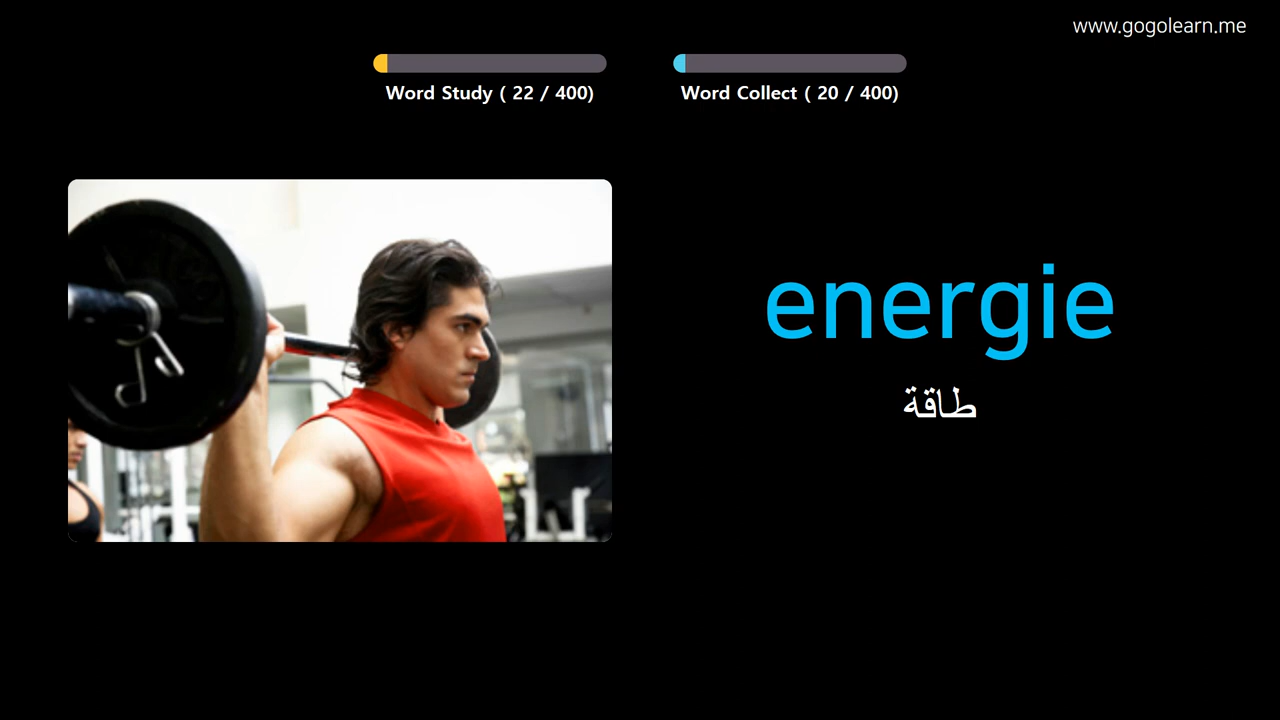 www.gogolearn.me
Word Study ( 22 / 400)
Word Collect ( 20 / 400)
energie
طاقة